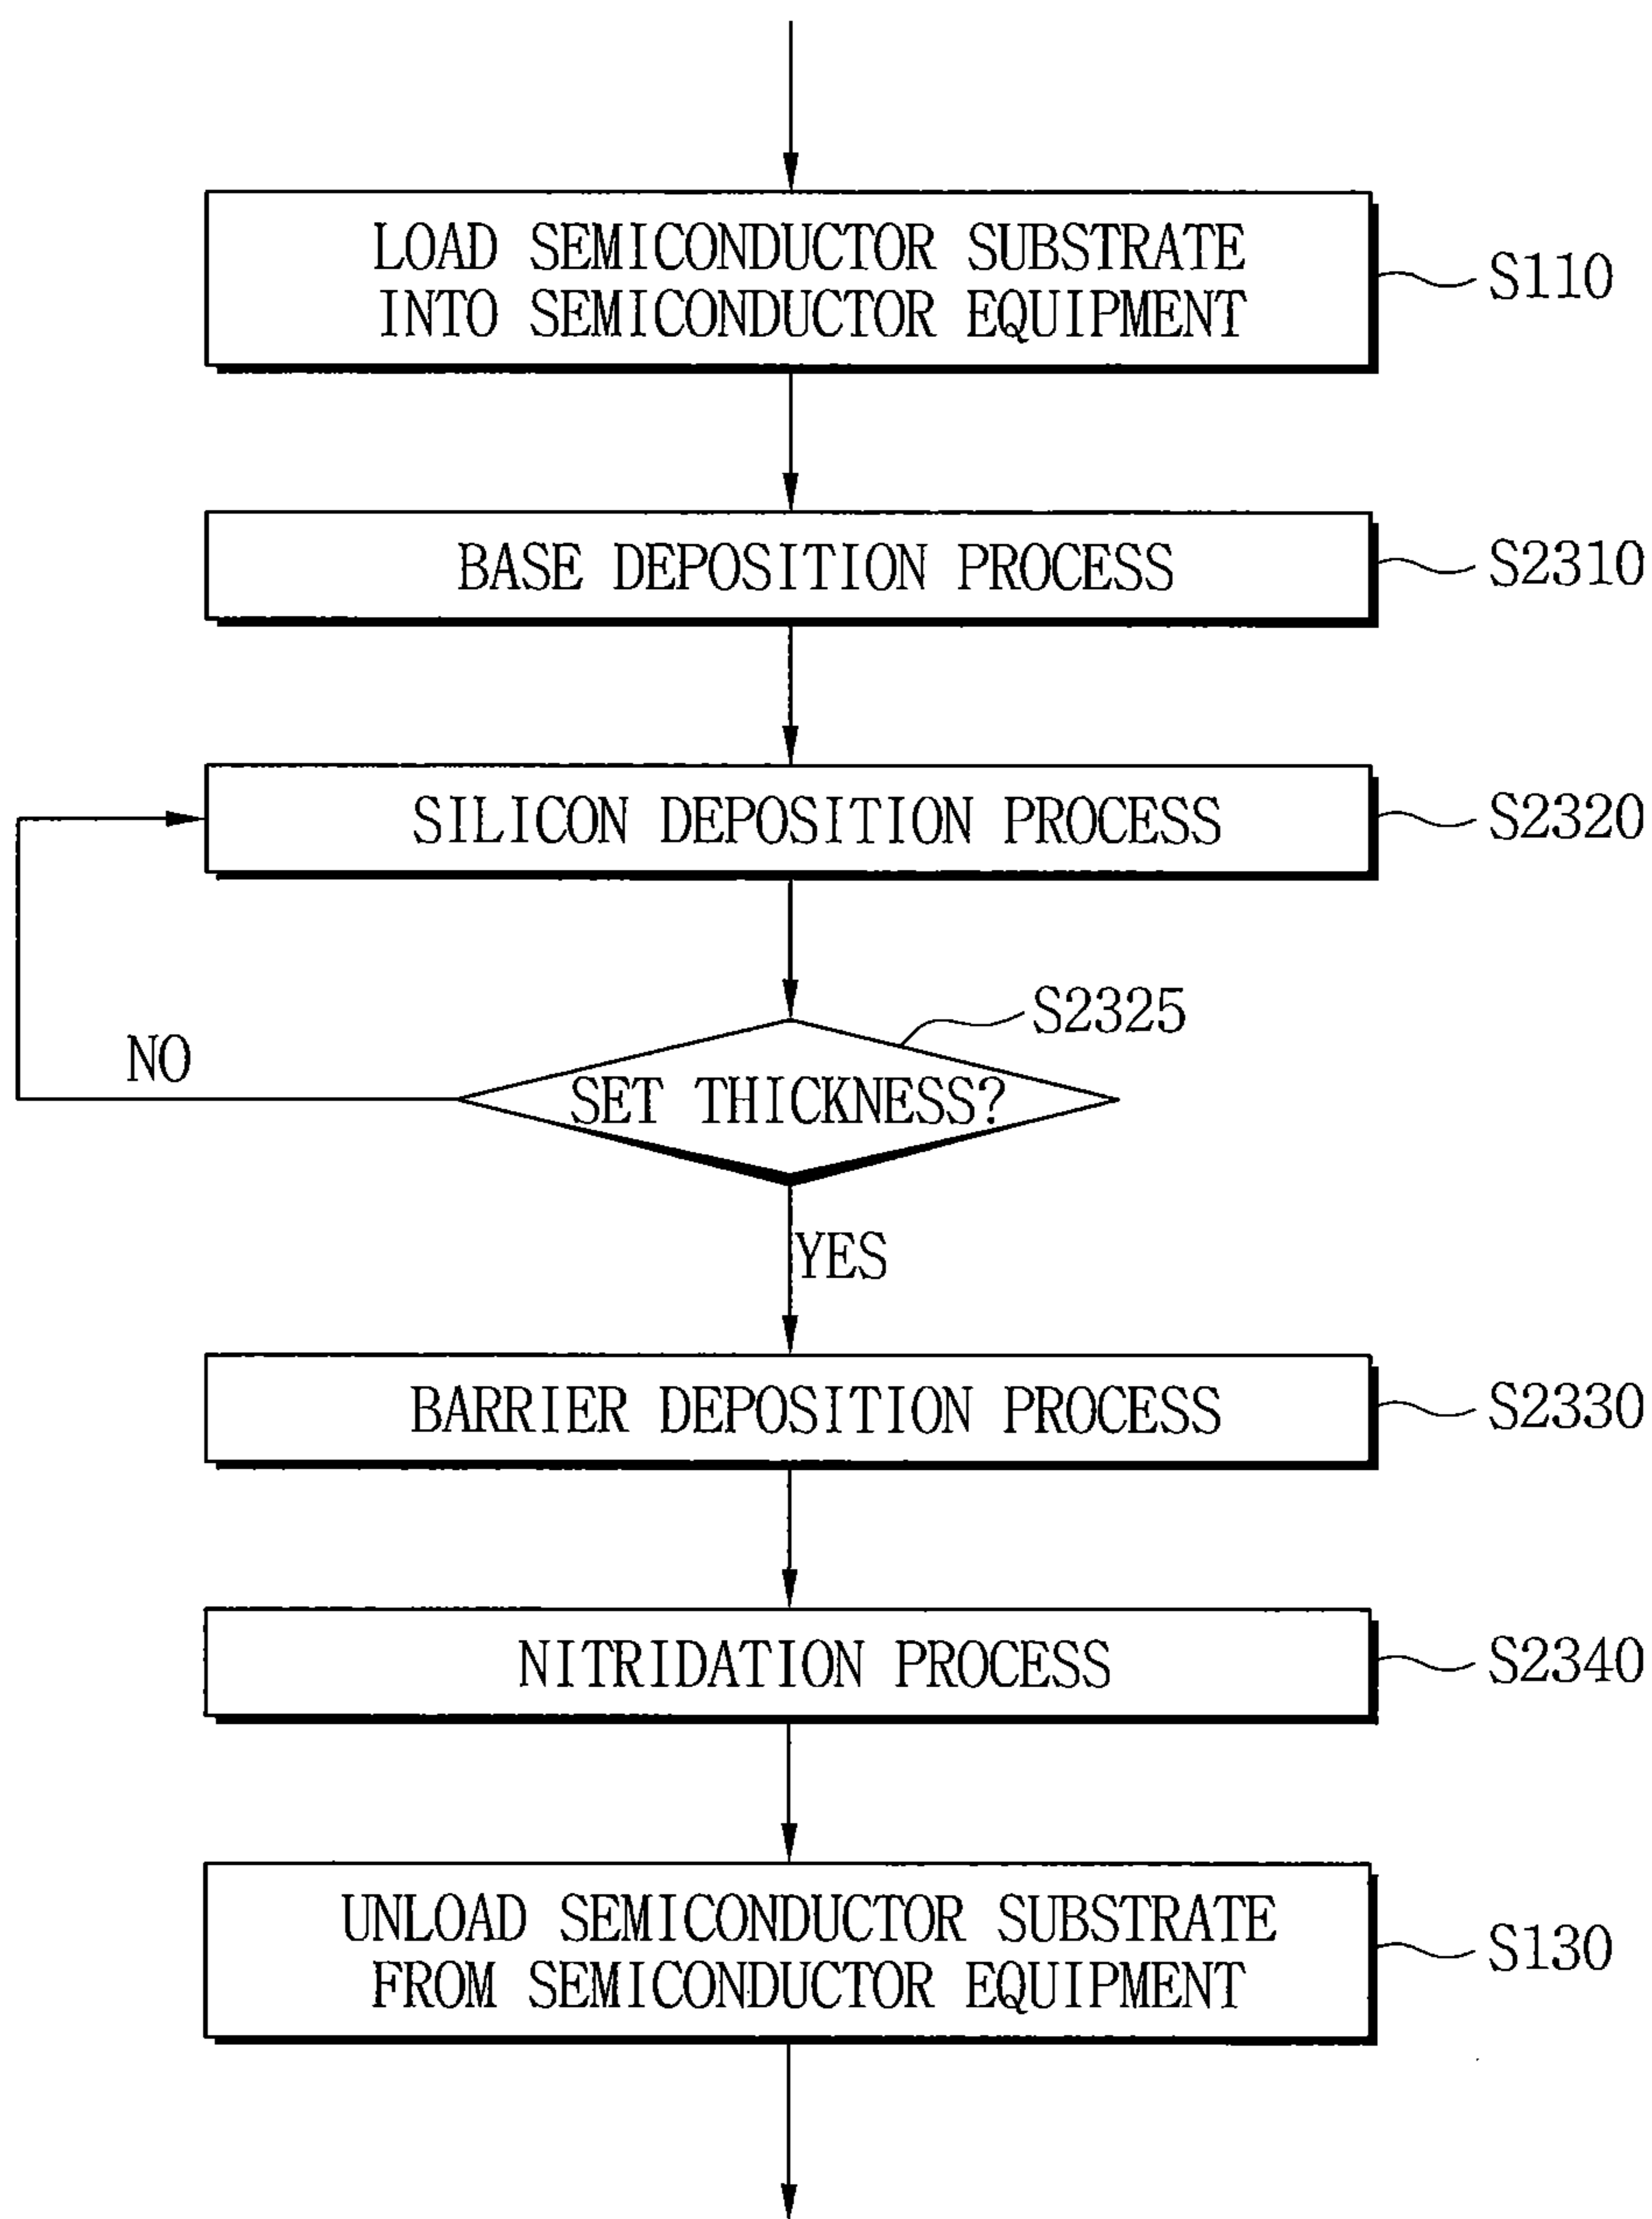 LOAD SEMICONDUCTOR SUBSTRATE
INTO SEMICONDUCTOR EQUIPMENT
S110
BASE DEPOSITION PROCESS
S2310
SILICON DEPOSITION PROCESS
S2320
S2325
NO
SET THICKNESS?
YES
BARRIER DEPOSITION PROCESS
S2330
NITRIDATION PROCESS
S2340
UNLOAD SEMICONDUCTOR SUBSTRATE
FROM SEMICONDUCTOR EQUIPMENT
S130